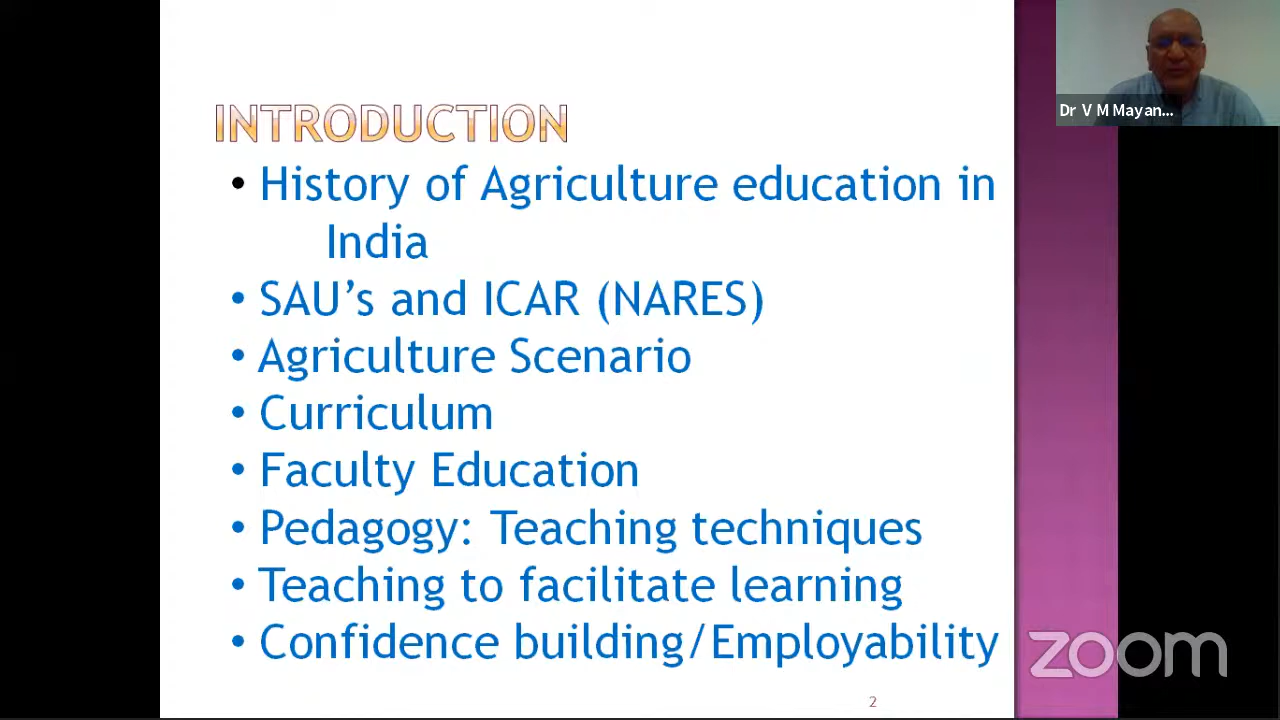 INTRODUCTION
• History of Agriculture education in
India
• SAU’s and ICAR (NARES)
• Agriculture Scenario
• Curriculum
• Faculty Education
• Pedagogy: Teaching techniques
• Teaching to facilitate learning
• Confidence building/Employability
2
Dr V M Mayan...
zoom